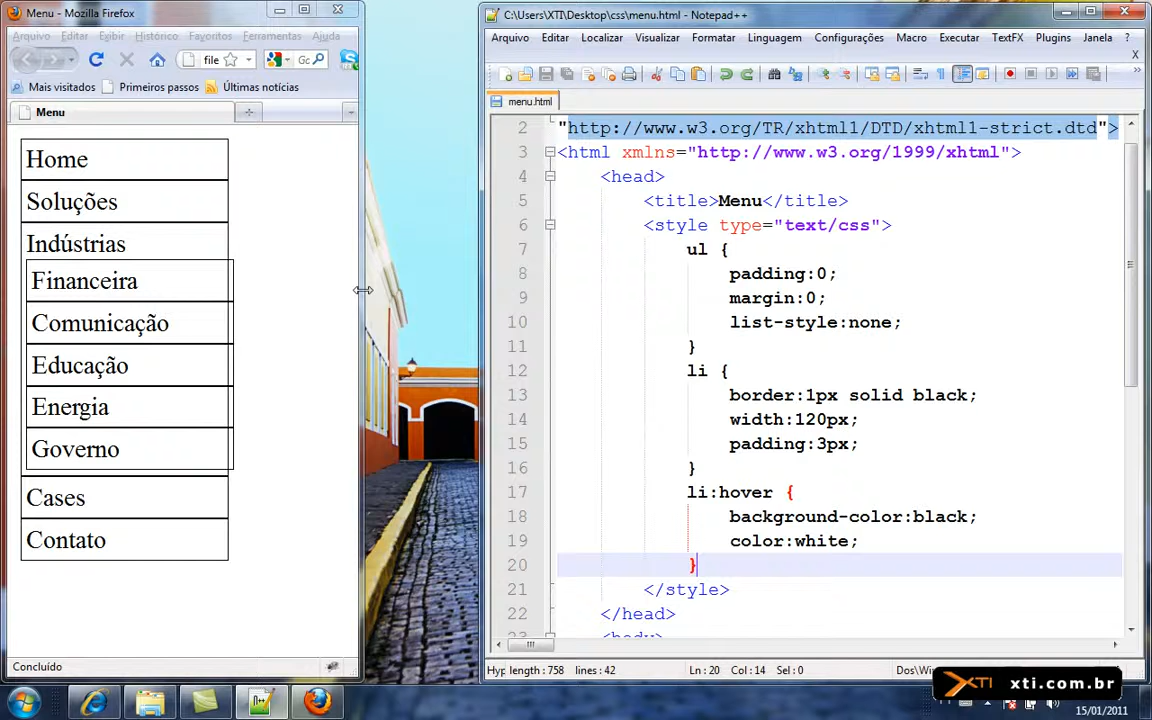 Menu - Mozilla Firefox
Arquivo Editar Exibir Histórico Favoritos Ferramentas Ajuda
file
Gc
Mais visitados Primeiros passos Últimas notícias
Menu
Home
Soluções
Indústrias
Financeira
Comunicação
Educação
Energia
Governo
Cases
Contato
Concluído
C:\Users\XTI\Desktop\css\menu.html - Notepad++
Arquivo Editar Localizar Visualizar Formatar Linguagem Configurações Macro Executar TextFX Plugins Janela ?
X
menu.html
2 "http://www.w3.org/TR/xhtml1/DTD/xhtml1-strict.dtd">
3 <html xmlns="http://www.w3.org/1999/xhtml">
4 <head>
5 <title>Menu</title>
6 <style type="text/css">
7 ul {
8 padding:0;
9 margin:0;
10 list-style:none;
11 }
12 li {
13 border:1px solid black;
14 width:120px;
15 padding:3px;
16 }
17 li:hover {
18 background-color:black;
19 color:white;
20 }
21 </style>
22 </head>
23 <body>
Hyp length : 758 lines : 42 Ln : 20 Col : 14 Sel : 0 Dos\Win
XTI xti.com.br
15/01/2011